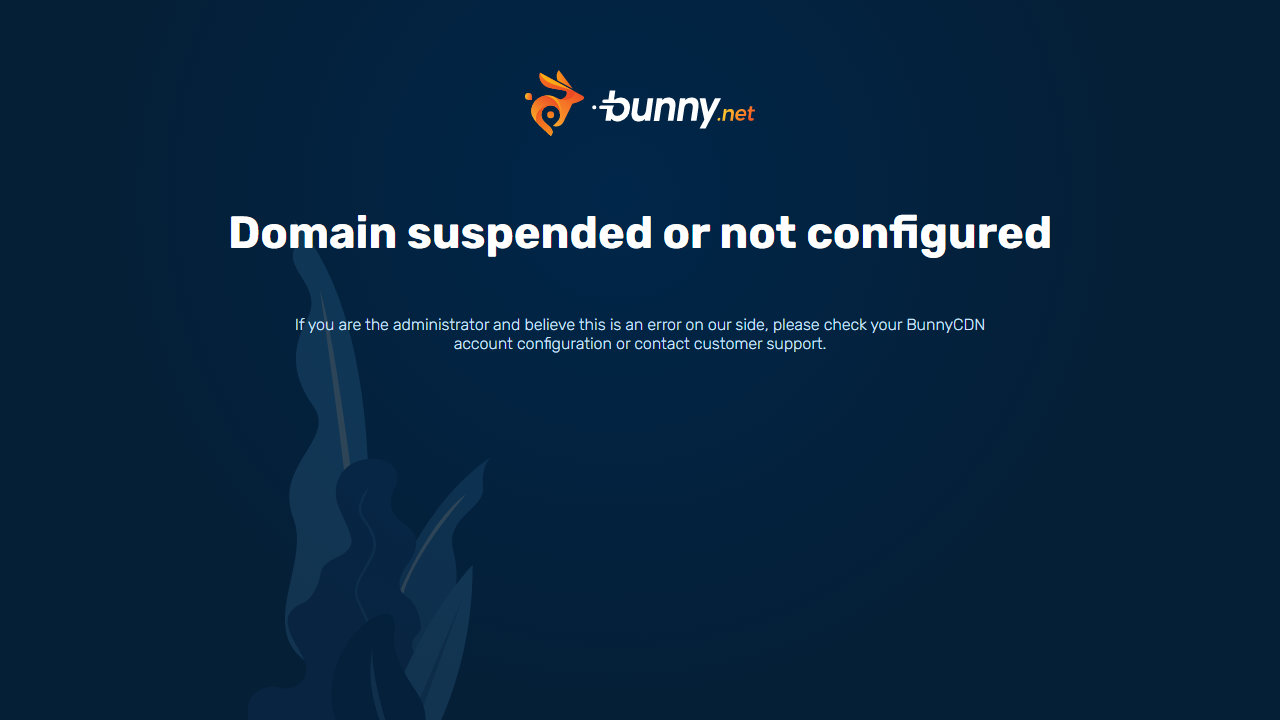 bunny.net
Domain suspended or not configured
If you are the administrator and believe this is an error on our side, please check your BunnyCDN
account configuration or contact customer support.